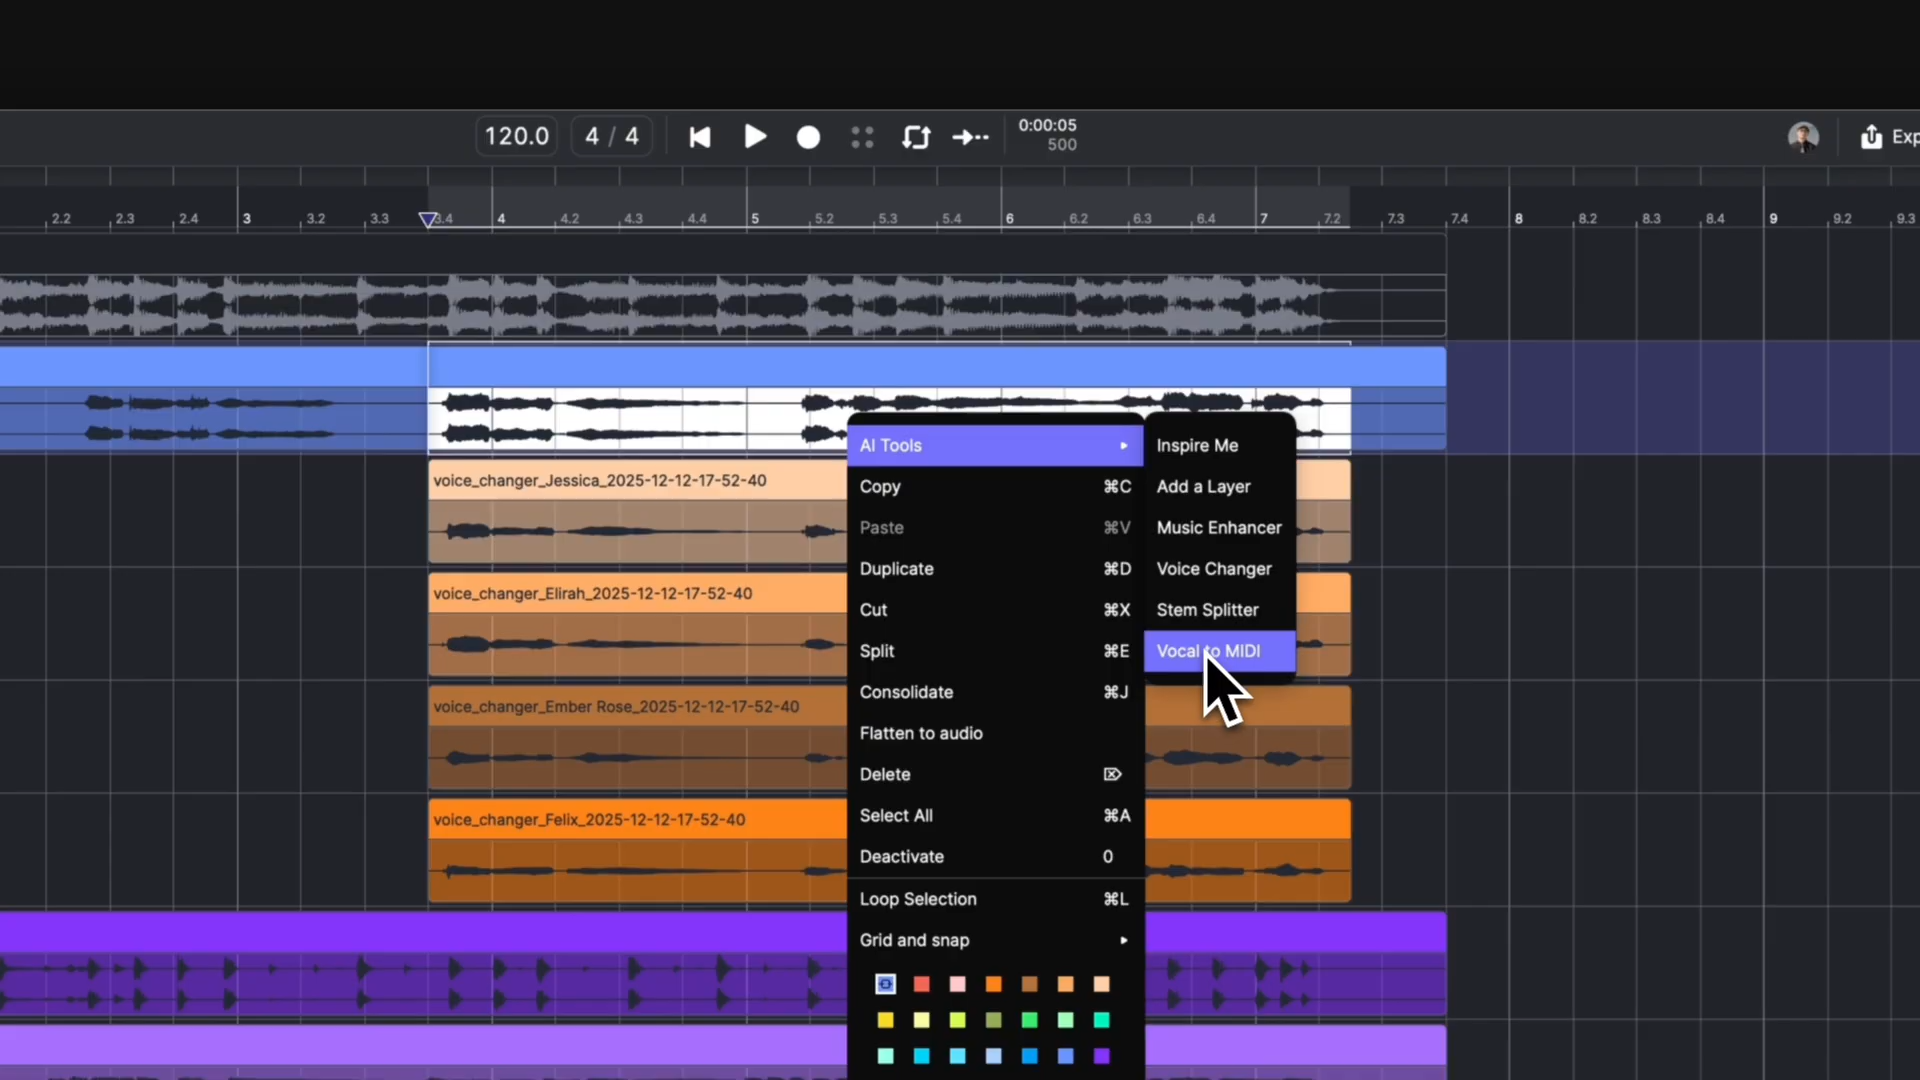 120.0
4 / 4
0:00:05
500
Exp
2.2 2.3 2.4 3 3.2 3.3 3.4 4 4.2 4.3 4.4 5 5.2 5.3 5.4 6 6.2 6.3 6.4 7 7.2 7.3 7.4 8 8.2 8.3 8.4 9 9.2 9.3
AI Tools
Copy ⌘C
Paste ⌘V
Duplicate ⌘D
Cut ⌘X
Split ⌘E
Consolidate ⌘J
Flatten to audio
Delete
Select All ⌘A
Deactivate 0
Loop Selection ⌘L
Grid and snap
Inspire Me
Add a Layer
Music Enhancer
Voice Changer
Stem Splitter
Vocal to MIDI
voice_changer_Jessica_2025-12-12-17-52-40
voice_changer_Elirah_2025-12-12-17-52-40
voice_changer_Ember Rose_2025-12-12-17-52-40
voice_changer_Felix_2025-12-12-17-52-40